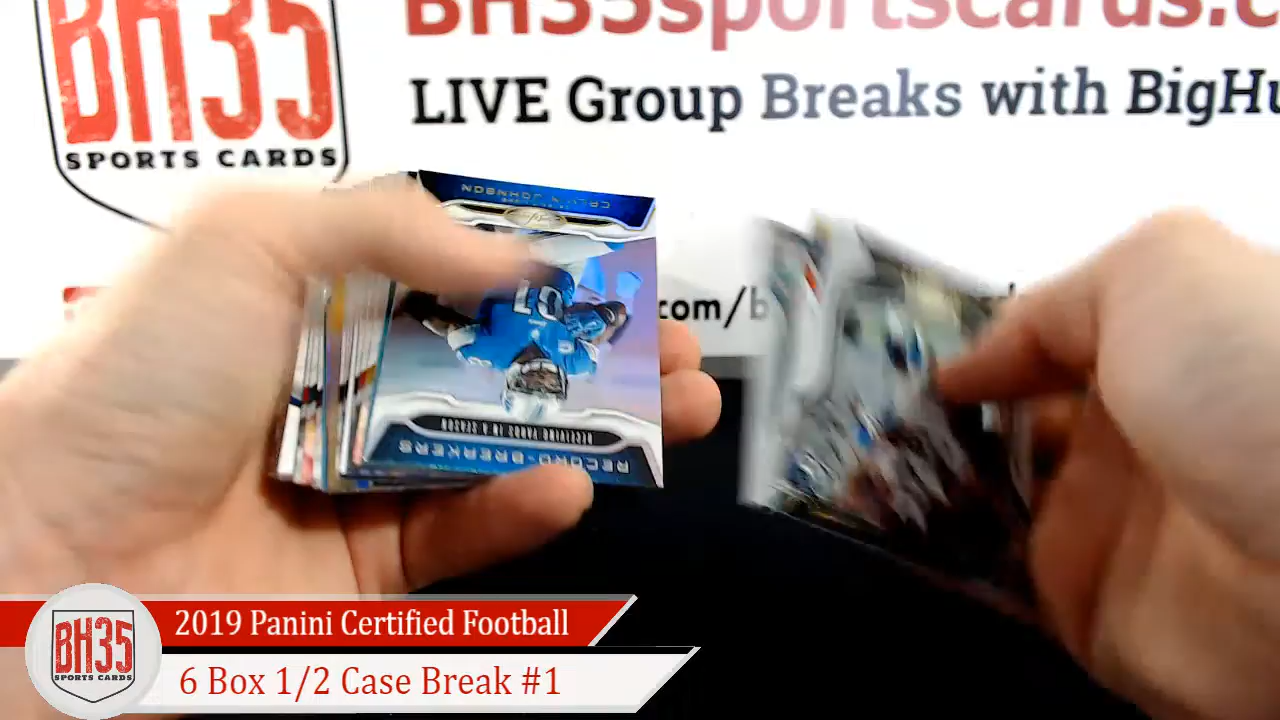 BH35
SPORTS CARDS
BH35sportscards.c
LIVE Group Breaks with BigHu
.com/b
CALVIN JOHNSON
81
RECEIVING YARDS IN A SEASON
RECORD-BREAKERS
BH35
SPORTS CARDS
2019 Panini Certified Football
6 Box 1/2 Case Break #1